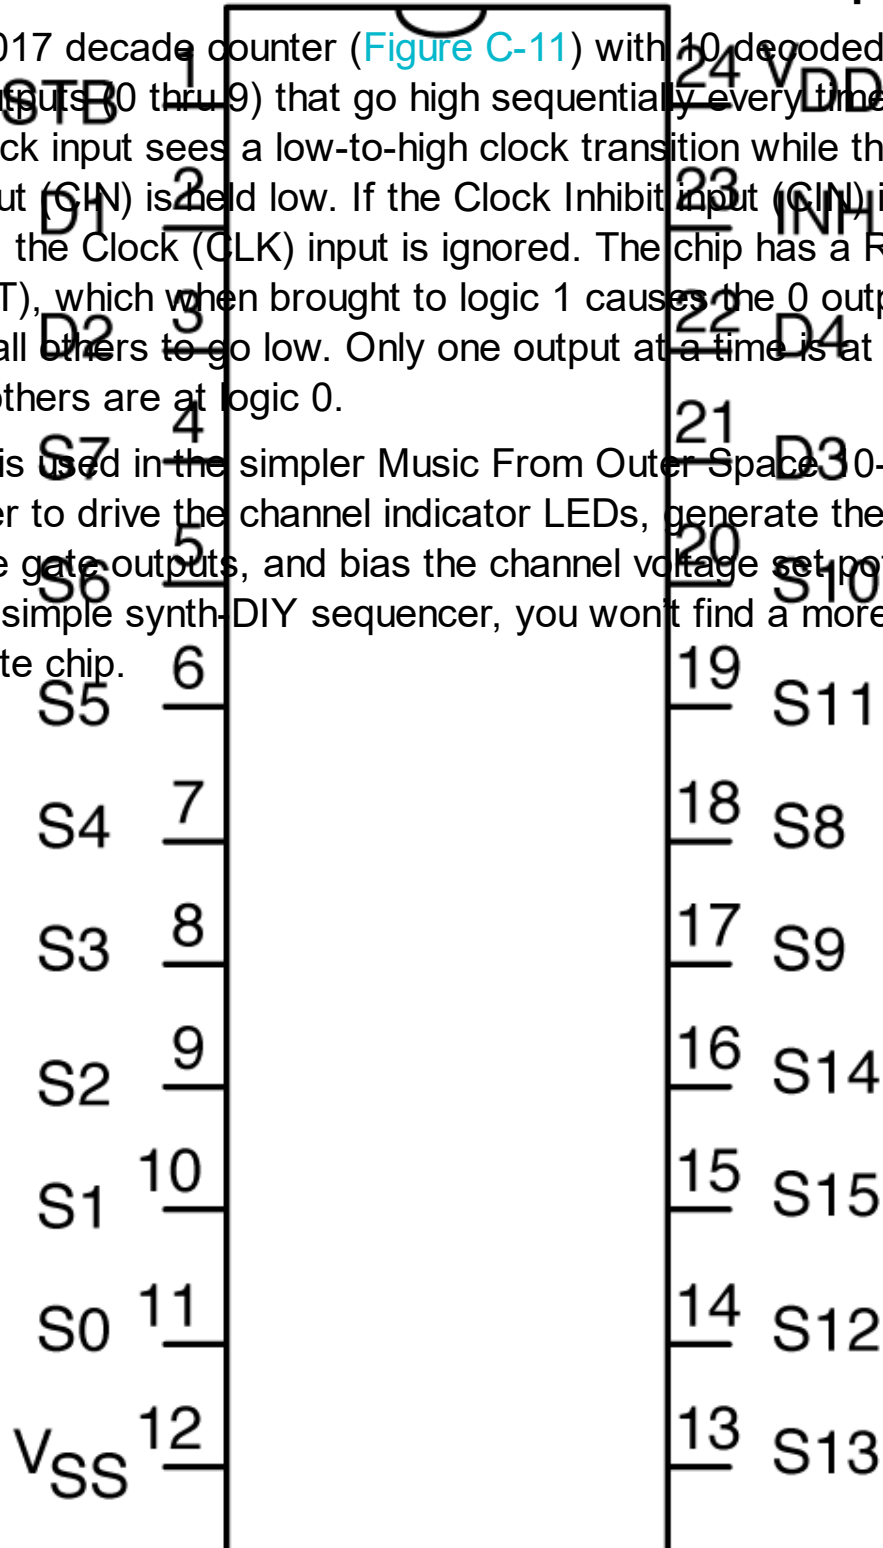 017 decade counter (Figure C-11) with 10 decoded
tputs (0 thru 9) that go high sequentially every time
ck input sees a low-to-high clock transition while th
ut (CIN) is held low. If the Clock Inhibit input (CIN) i
the Clock (CLK) input is ignored. The chip has a R
T), which when brought to logic 1 causes the 0 outp
all others to go low. Only one output at a time is at
others are at logic 0.
is used in the simpler Music From Outer Space 10-
er to drive the channel indicator LEDs, generate the
e gate outputs, and bias the channel voltage set pot
simple synth-DIY sequencer, you won't find a more
te chip.
STB 1 24 VDD
D1 2 23 INH
D2 3 22 D4
S7 4 21 D3
S6 5 20 S10
S5 6 19 S11
S4 7 18 S8
S3 8 17 S9
S2 9 16 S14
S1 10 15 S15
S0 11 14 S12
VSS 12 13 S13